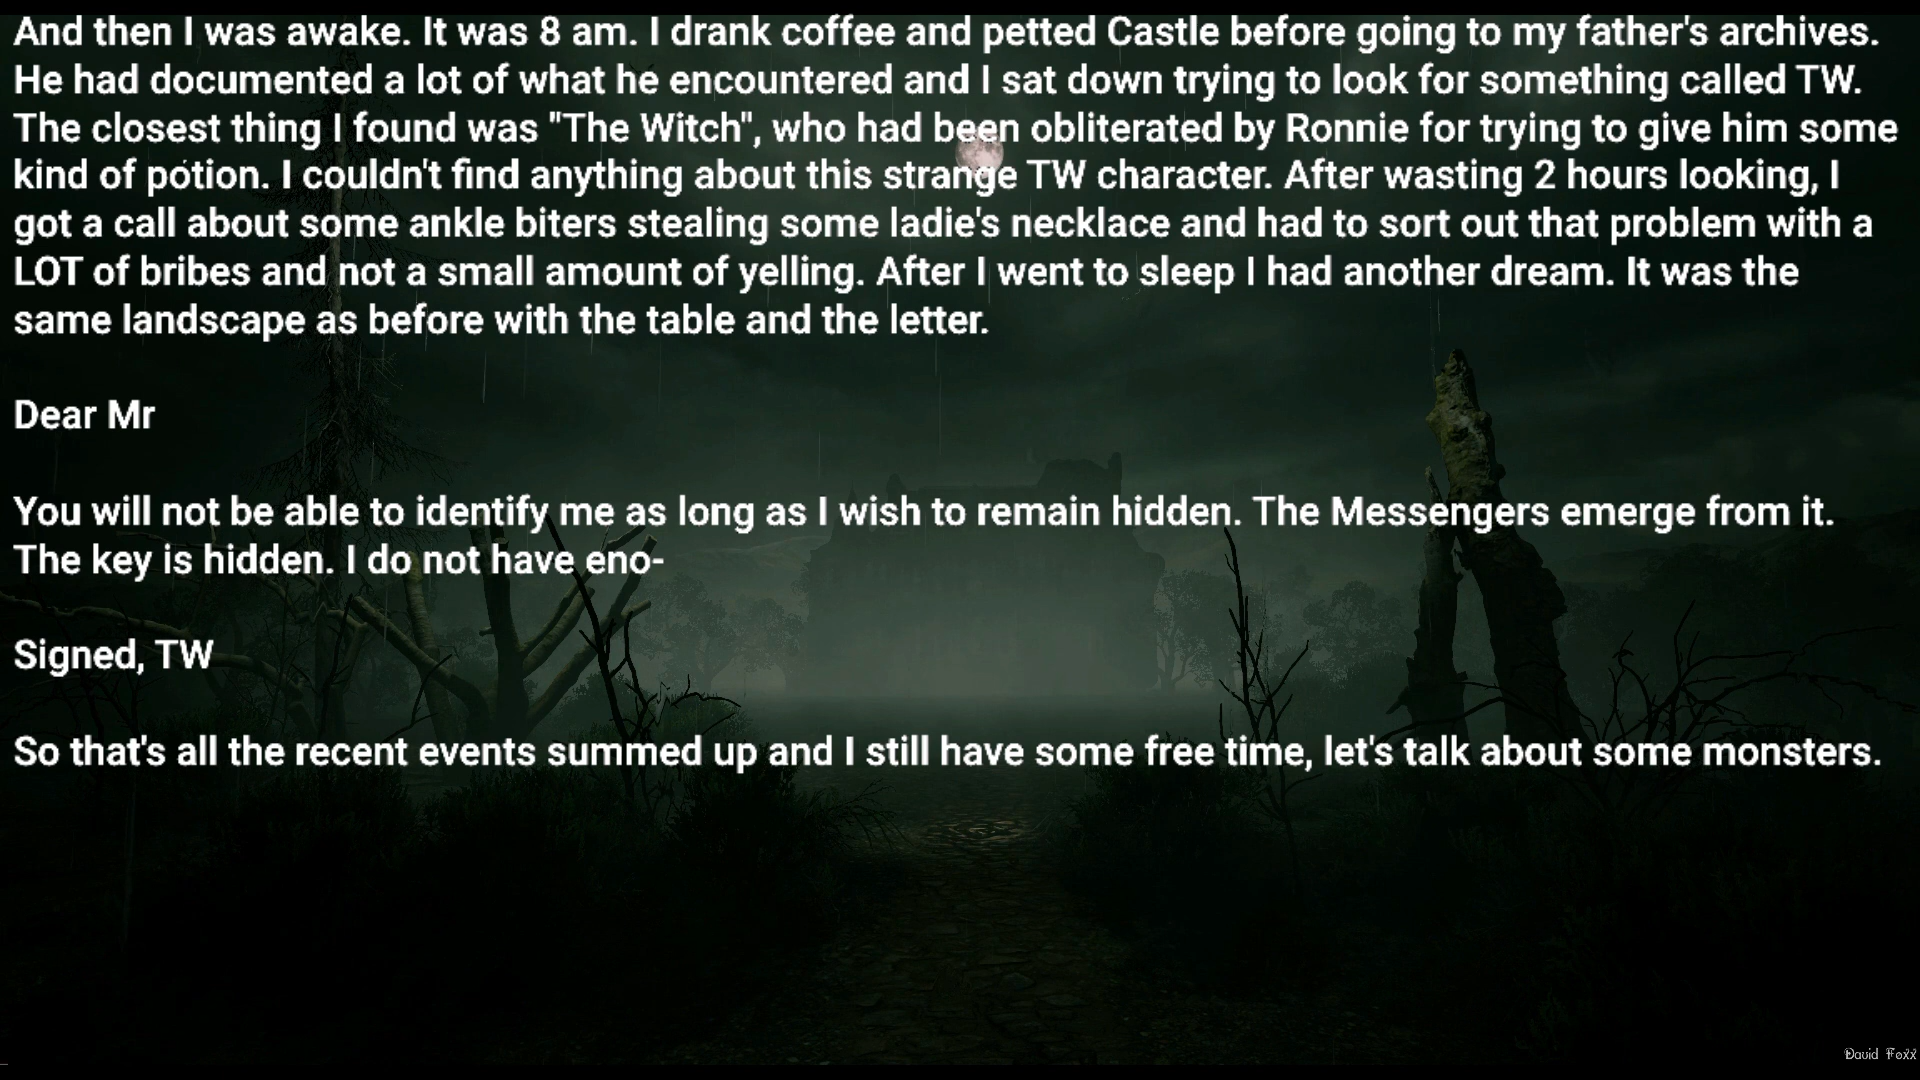 And then I was awake. It was 8 am. I drank coffee and petted Castle before going to my father's archives.
He had documented a lot of what he encountered and I sat down trying to look for something called TW.
The closest thing I found was "The Witch", who had been obliterated by Ronnie for trying to give him some
kind of potion. I couldn't find anything about this strange TW character. After wasting 2 hours looking, I
got a call about some ankle biters stealing some ladie's necklace and had to sort out that problem with a
LOT of bribes and not a small amount of yelling. After I went to sleep I had another dream. It was the
same landscape as before with the table and the letter.
Dear Mr
You will not be able to identify me as long as I wish to remain hidden. The Messengers emerge from it.
The key is hidden. I do not have eno-
Signed, TW
So that's all the recent events summed up and I still have some free time, let's talk about some monsters.
David Foxx